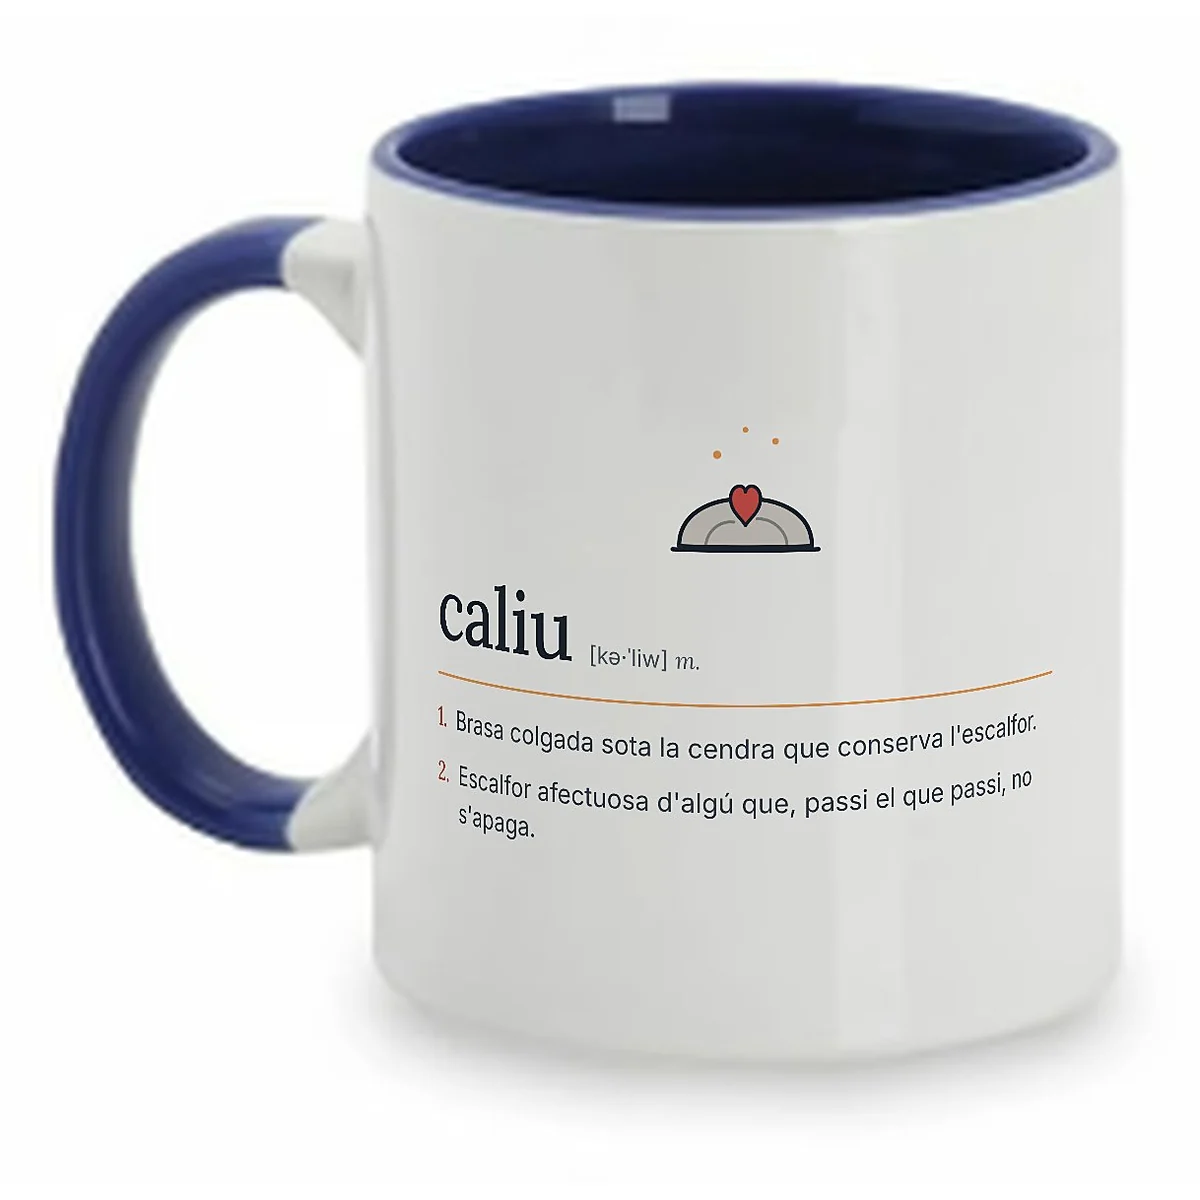 caliu [kə·'liw] m.
1. Brasa colgada sota la cendra que conserva l'escalfor.
2. Escalfor afectuosa d'algú que, passi el que passi, no
s'apaga.